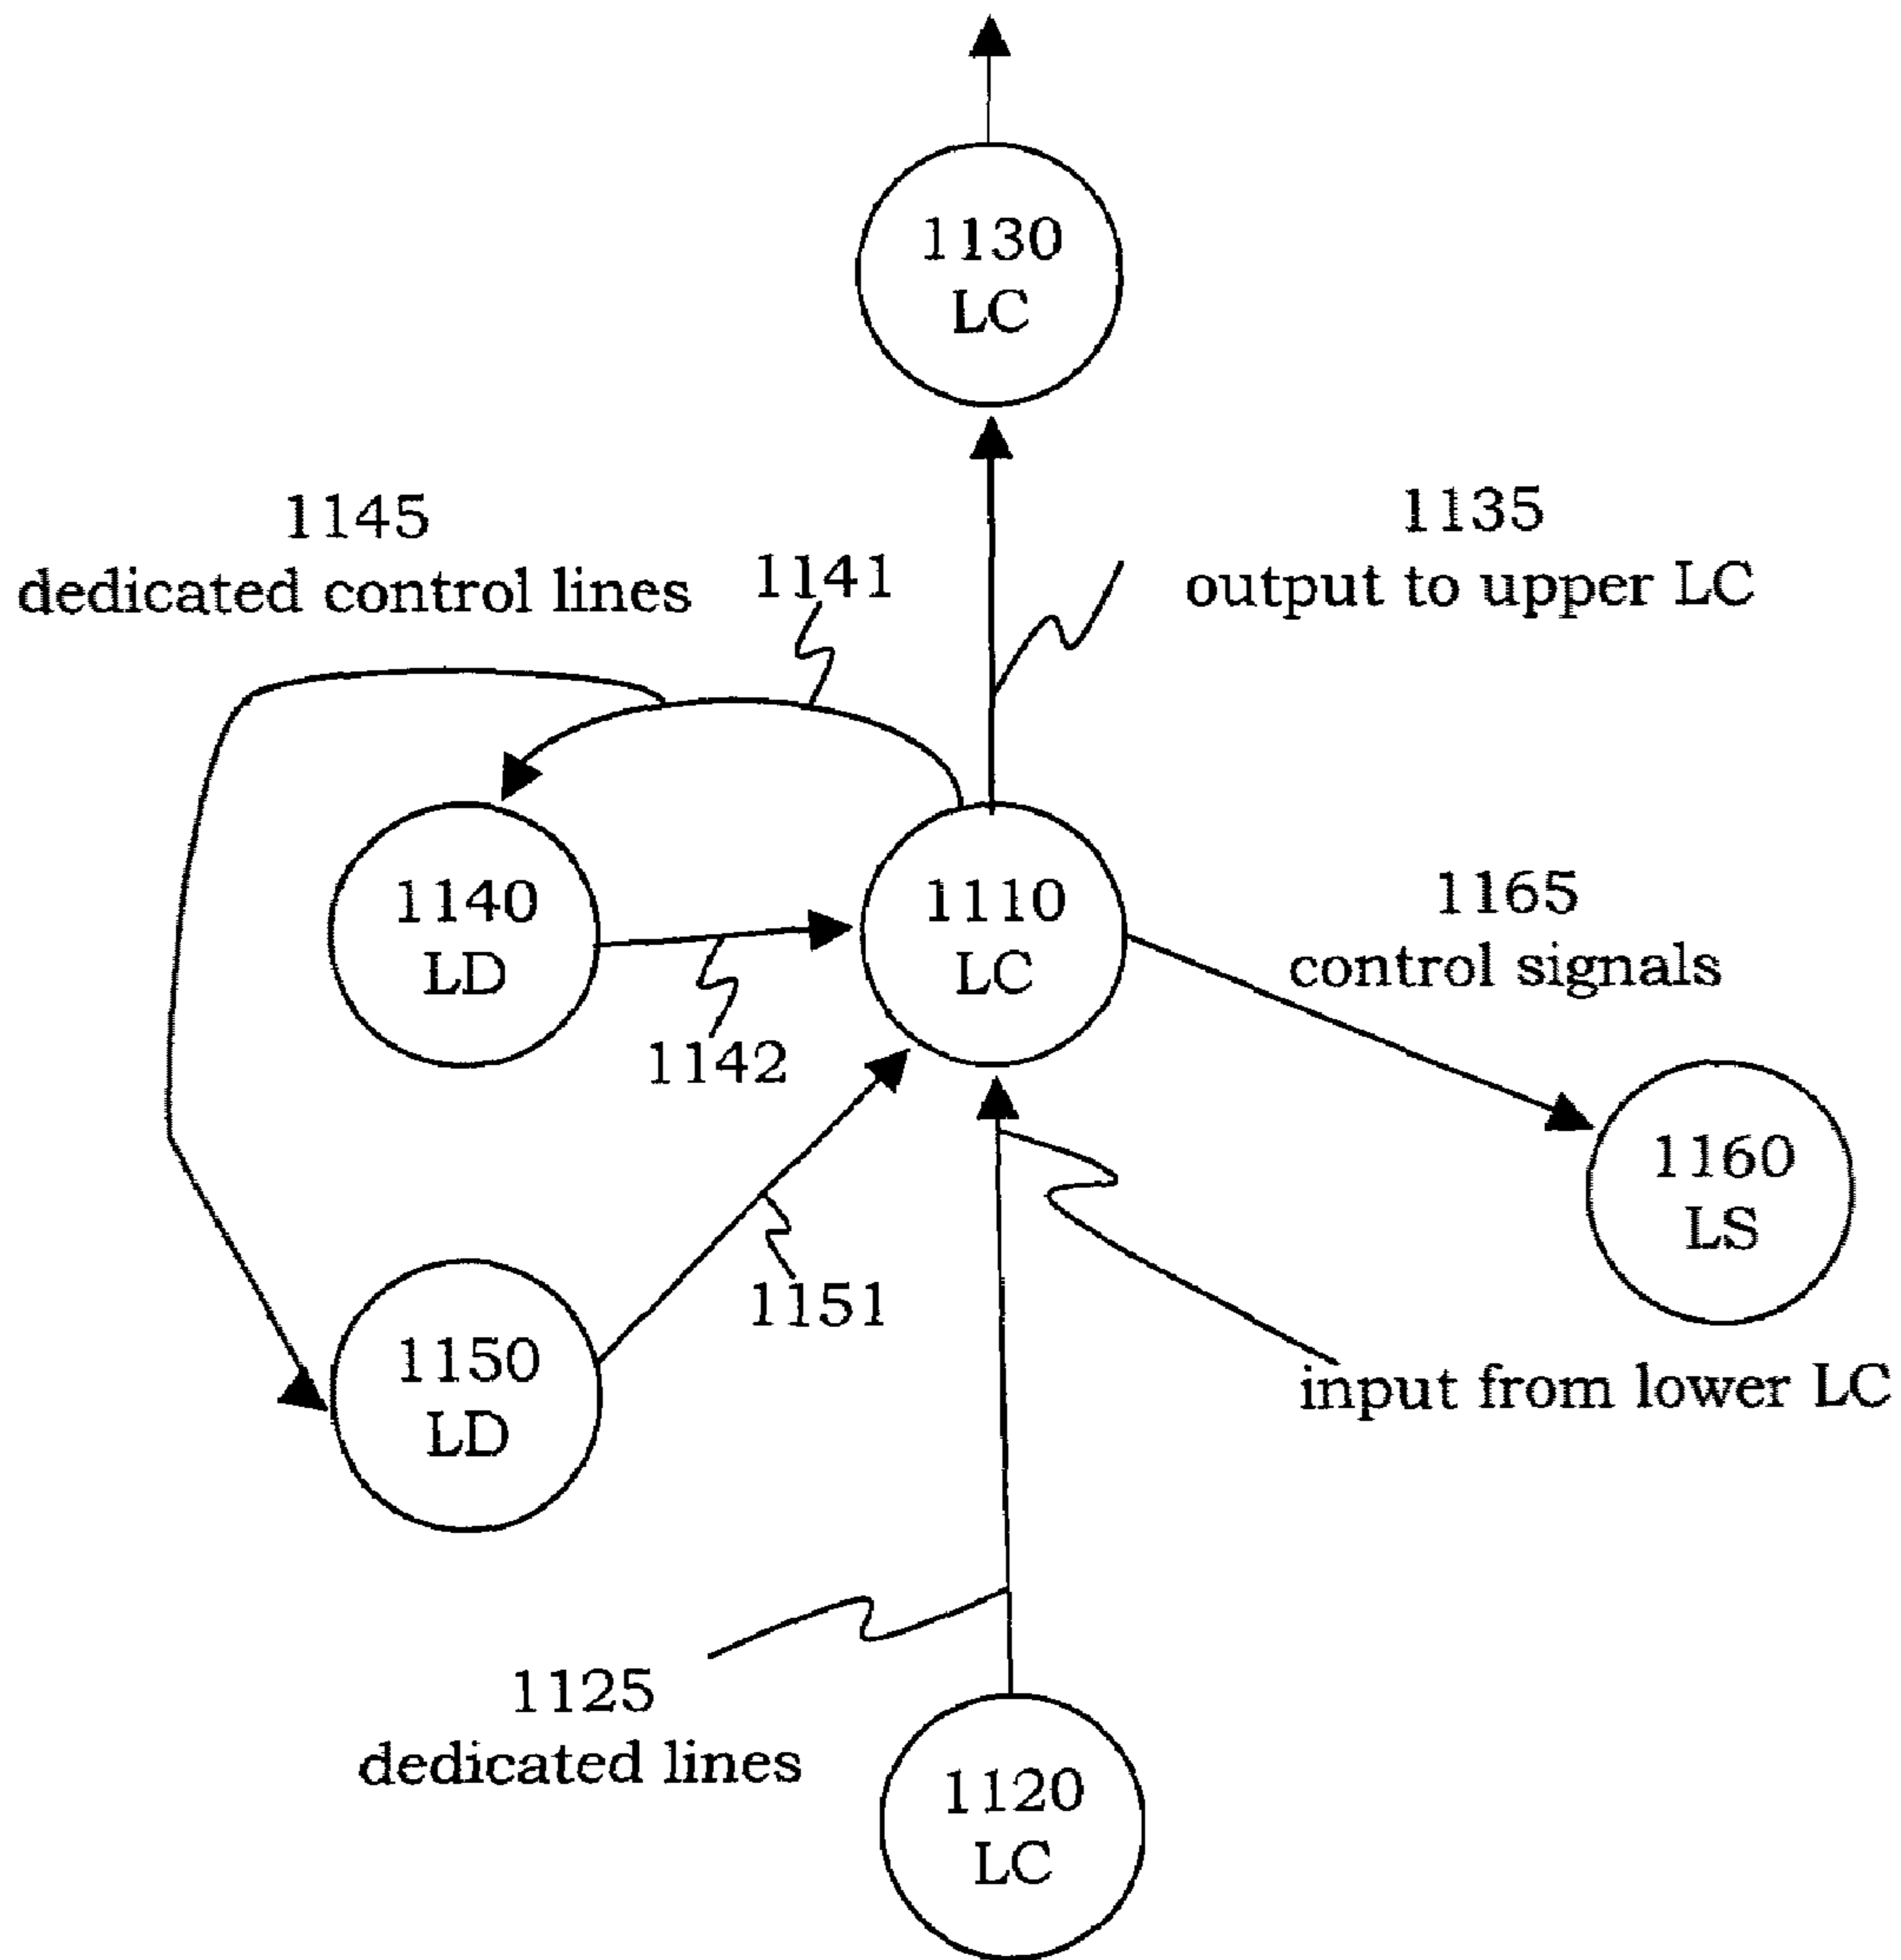 1130
LC
1145
dedicated control lines
1141
1135
output to upper LC
1140
LD
1110
LC
1165
control signals
1142
1160
LS
1151
1150
LD
input from lower LC
1125
dedicated lines
1120
LC